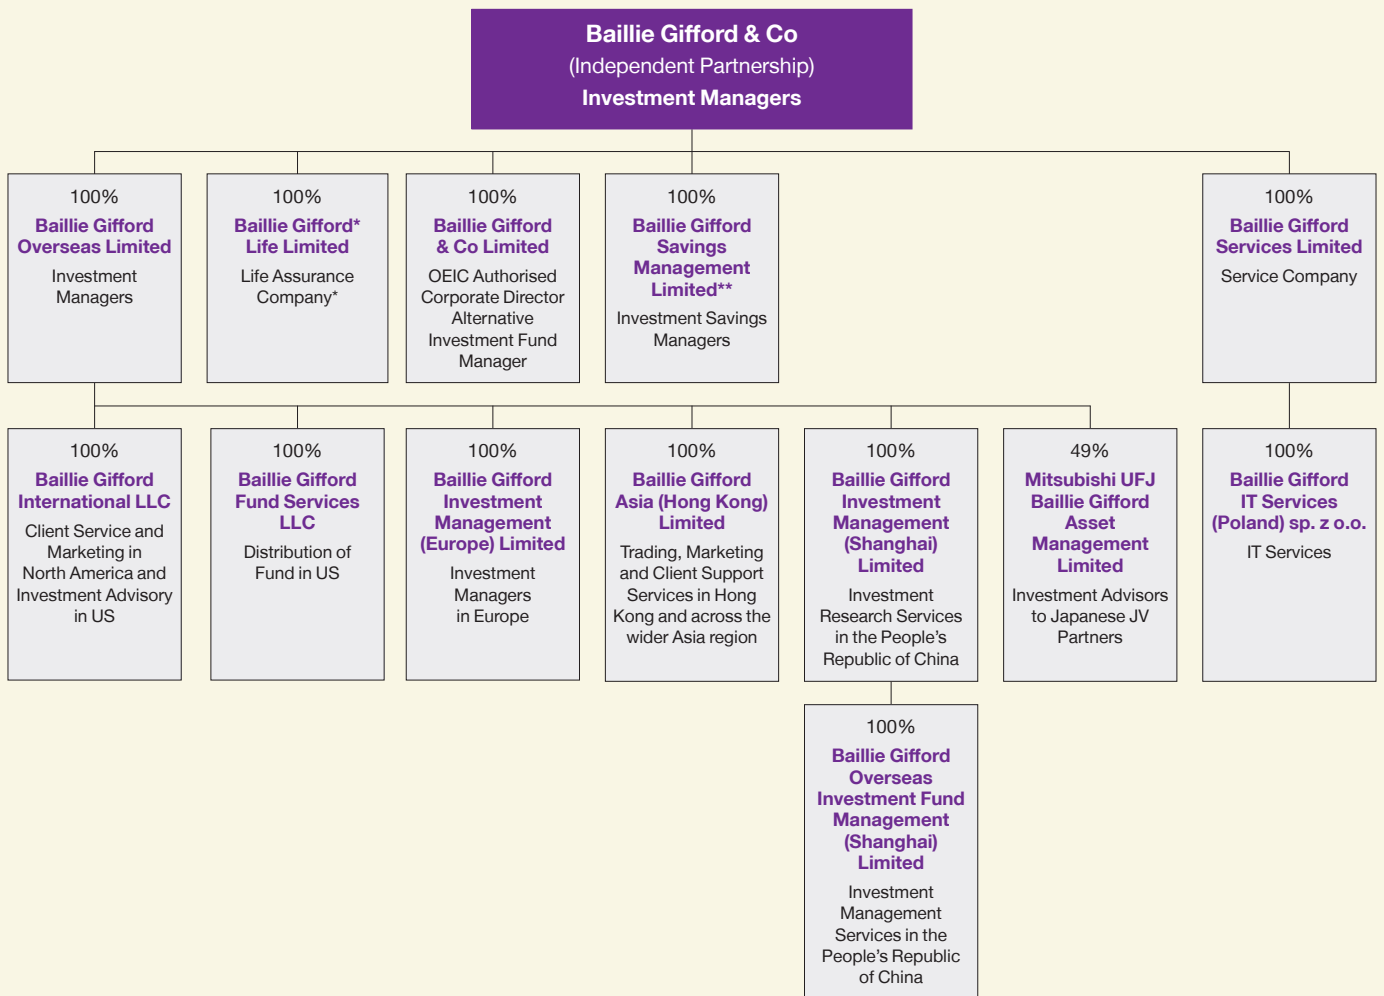 Baillie Gifford & Co
(Independent Partnership)
Investment Managers
100%
Baillie Gifford
Overseas Limited
Investment
Managers
100%
Baillie Gifford*
Life Limited
Life Assurance
Company*
100%
Baillie Gifford
& Co Limited
OEIC Authorised
Corporate Director
Alternative
Investment Fund
Manager
100%
Baillie Gifford
Savings
Management
Limited**
Investment Savings
Managers
100%
Baillie Gifford
Services Limited
Service Company
100%
Baillie Gifford
International LLC
Client Service and
Marketing in
North America and
Investment Advisory
in US
100%
Baillie Gifford
Fund Services
LLC
Distribution of
Fund in US
100%
Baillie Gifford
Investment
Management
(Europe) Limited
Investment
Managers
in Europe
100%
Baillie Gifford
Asia (Hong Kong)
Limited
Trading, Marketing
and Client Support
Services in Hong
Kong and across the
wider Asia region
100%
Baillie Gifford
Investment
Management
(Shanghai)
Limited
Investment
Research Services
in the People's
Republic of China
49%
Mitsubishi UFJ
Baillie Gifford
Asset
Management
Limited
Investment Advisors
to Japanese JV
Partners
100%
Baillie Gifford
IT Services
(Poland) sp. z o.o.
IT Services
100%
Baillie Gifford
Overseas
Investment Fund
Management
(Shanghai)
Limited
Investment
Management
Services in the
People's Republic
of China